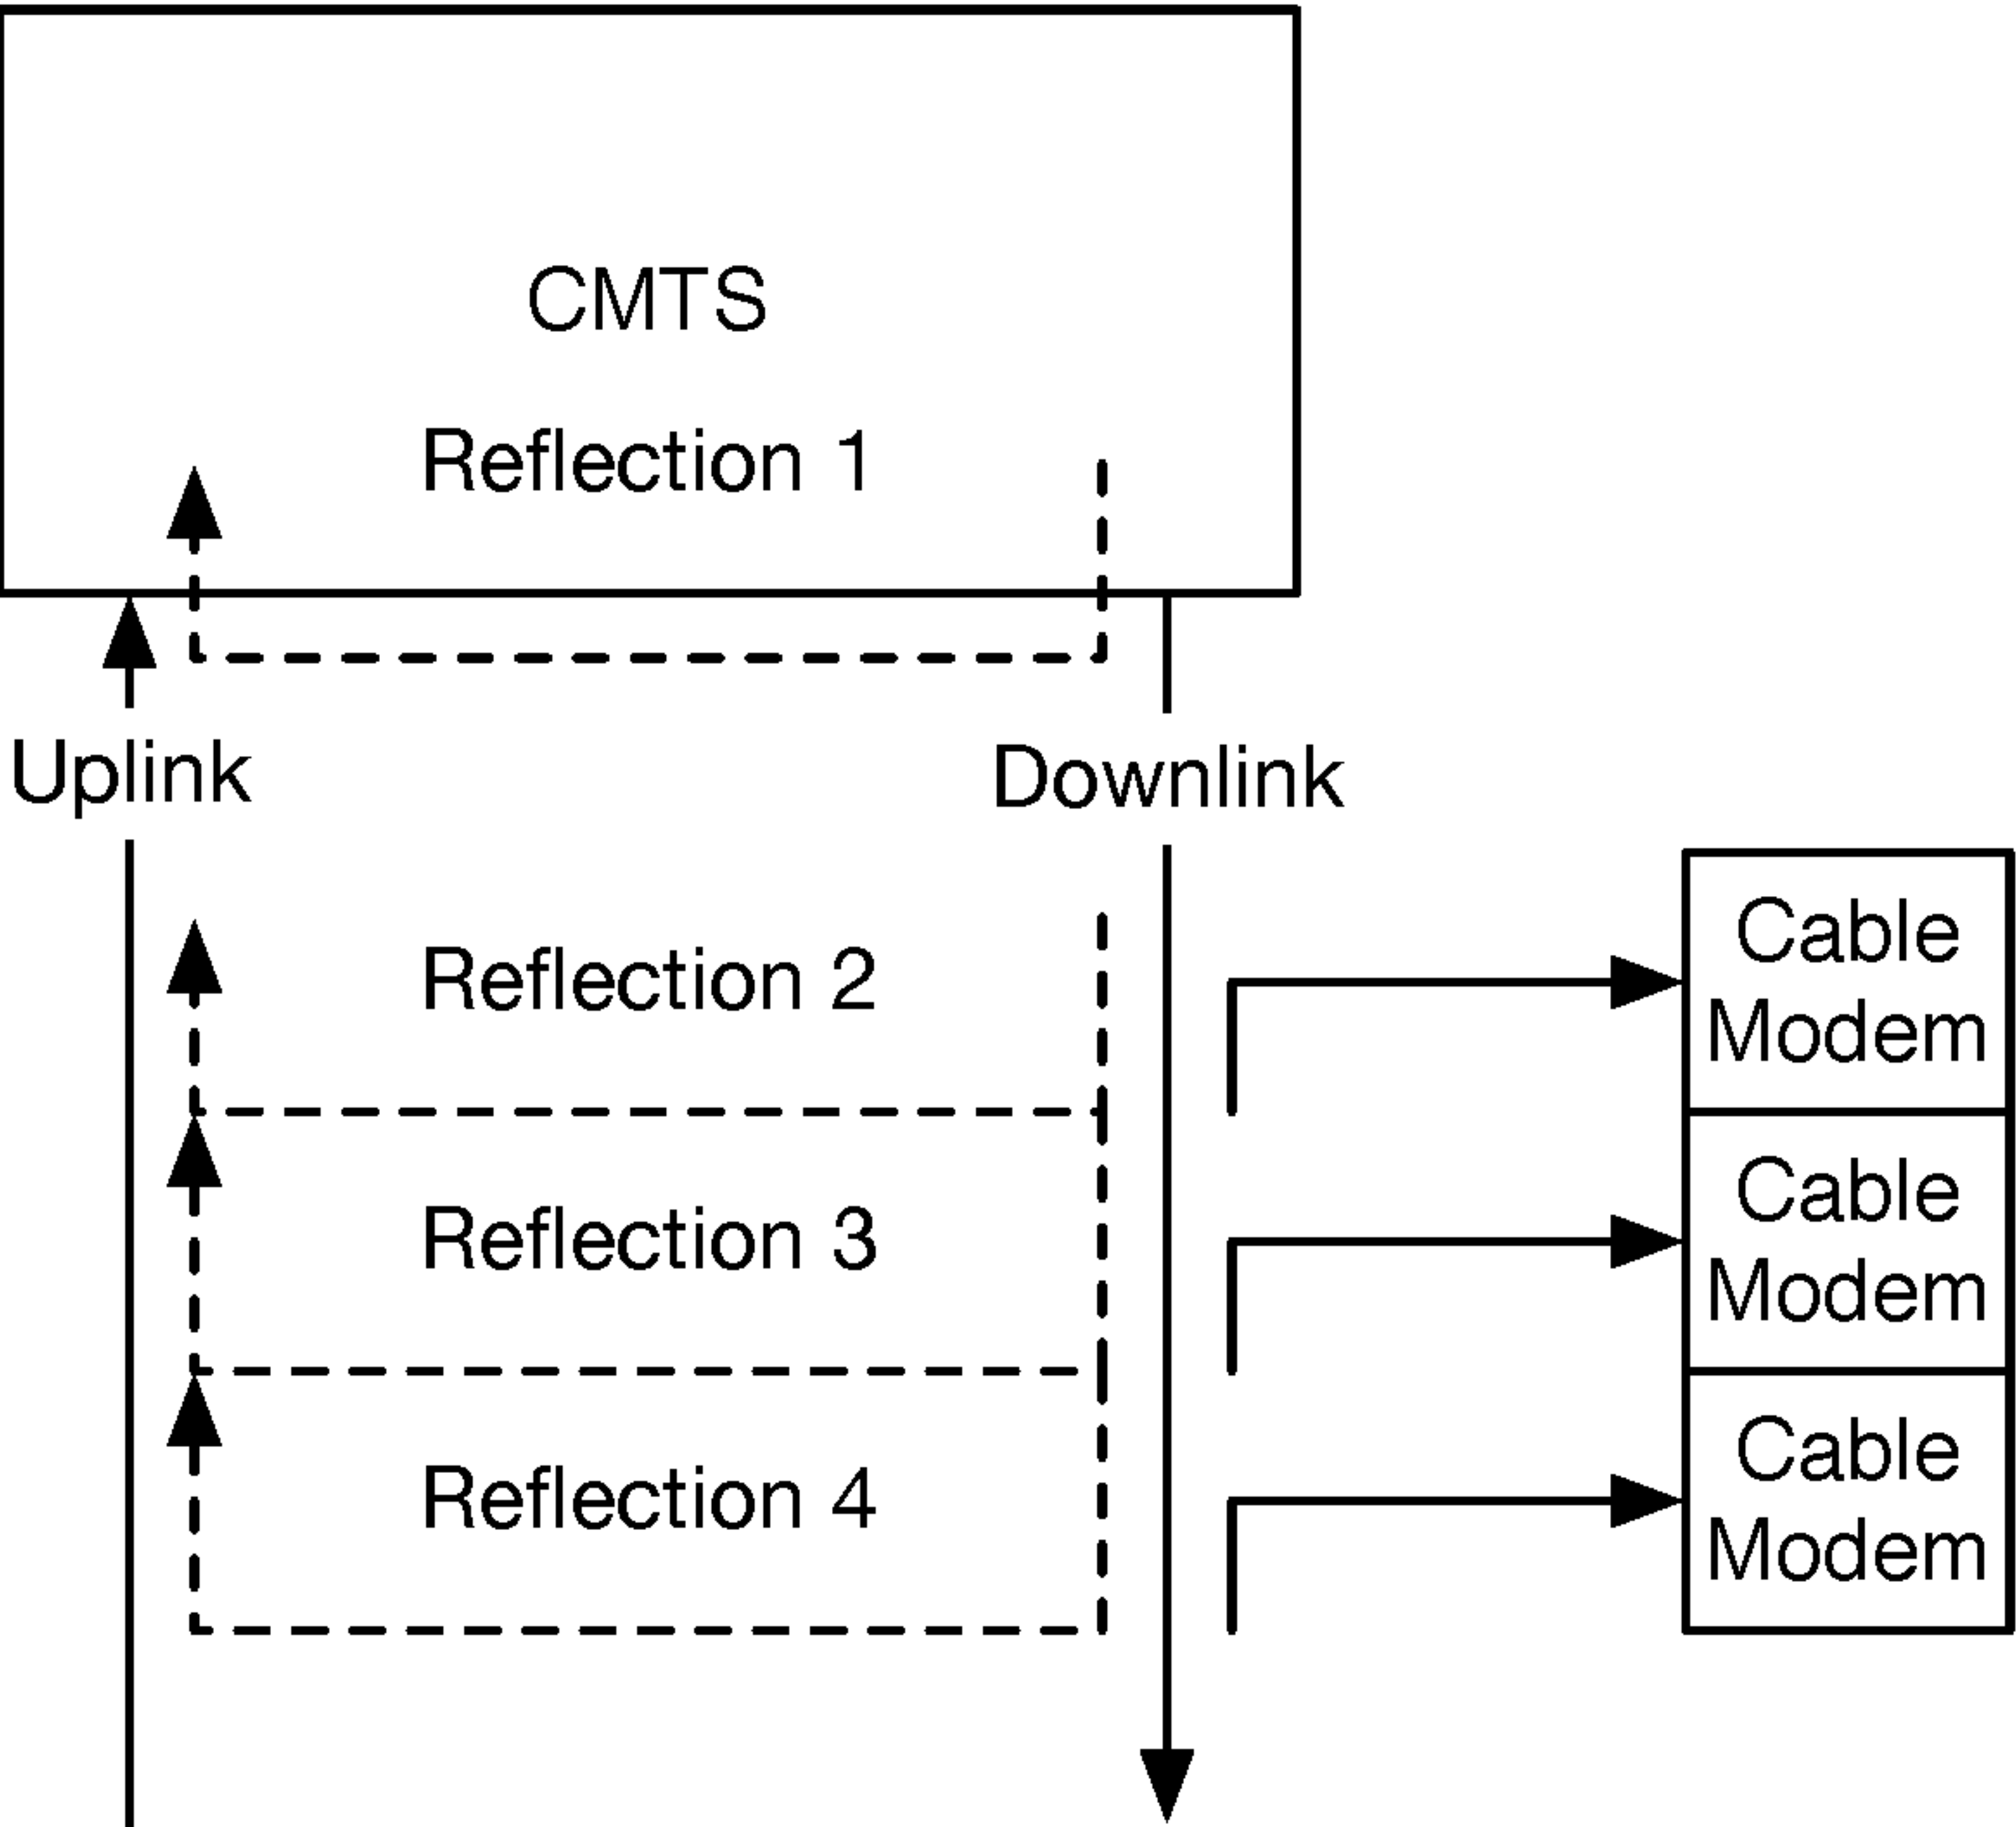 CMTS
Reflection 1
Uplink
Downlink
Reflection 2
Cable
Modem
Reflection 3
Cable
Modem
Reflection 4
Cable
Modem